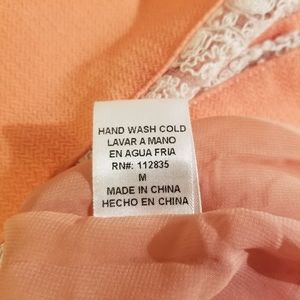 HAND WASH COLD
LAVAR A MANO
EN AGUA FRIA
RN#: 112835
M
MADE IN CHINA
HECHO EN CHINA